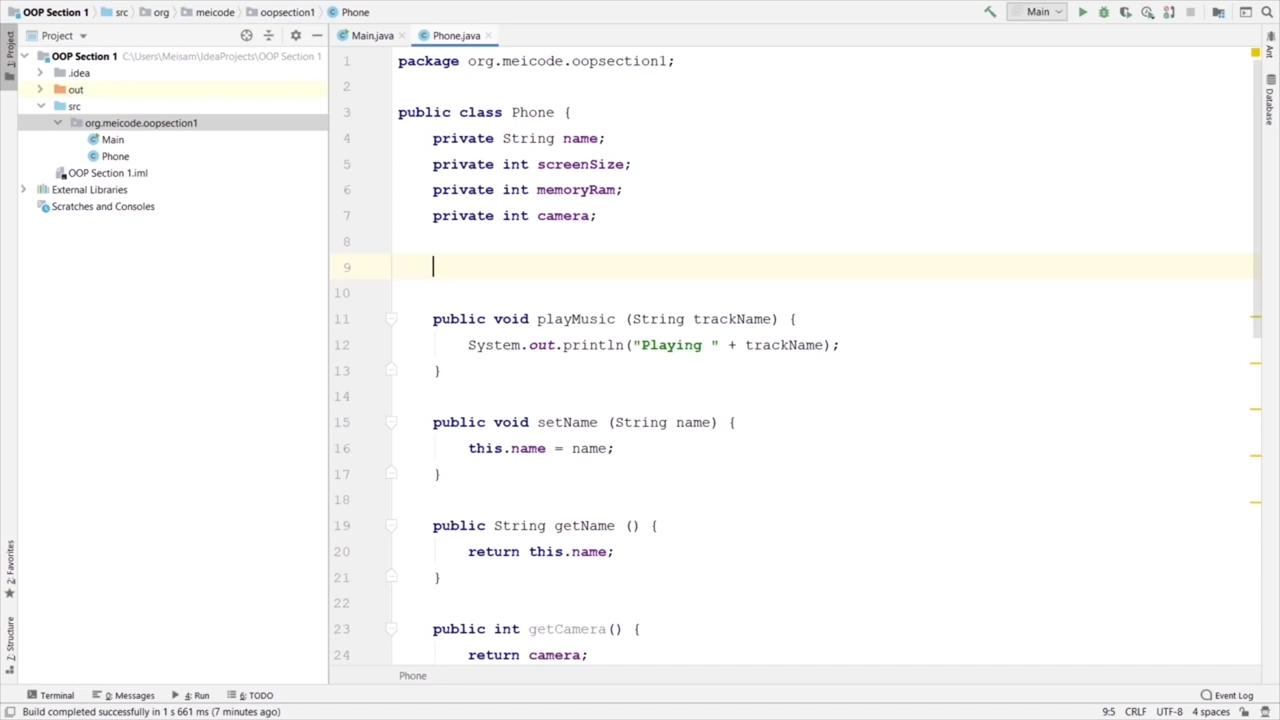 OOP Section 1 src org meicode oopsection1 Phone Main
1: Project
Project
Main.java Phone.java
OOP Section 1 C:\Users\Meisam\IdeaProjects\OOP Section 1
.idea
out
src
org.meicode.oopsection1
Main
Phone
OOP Section 1.iml
External Libraries
Scratches and Consoles
1 package org.meicode.oopsection1;
2
3 public class Phone {
4 private String name;
5 private int screenSize;
6 private int memoryRam;
7 private int camera;
8
9
10
11 public void playMusic (String trackName) {
12 System.out.println("Playing " + trackName);
13 }
14
15 public void setName (String name) {
16 this.name = name;
17 }
18
19 public String getName () {
20 return this.name;
21 }
22
23 public int getCamera() {
24 return camera;
Phone
Ant
Database
2: Favorites
7: Structure
Terminal 0: Messages 4: Run 6: TODO Event Log
Build completed successfully in 1 s 661 ms (7 minutes ago) 9:5 CRLF UTF-8 4 spaces